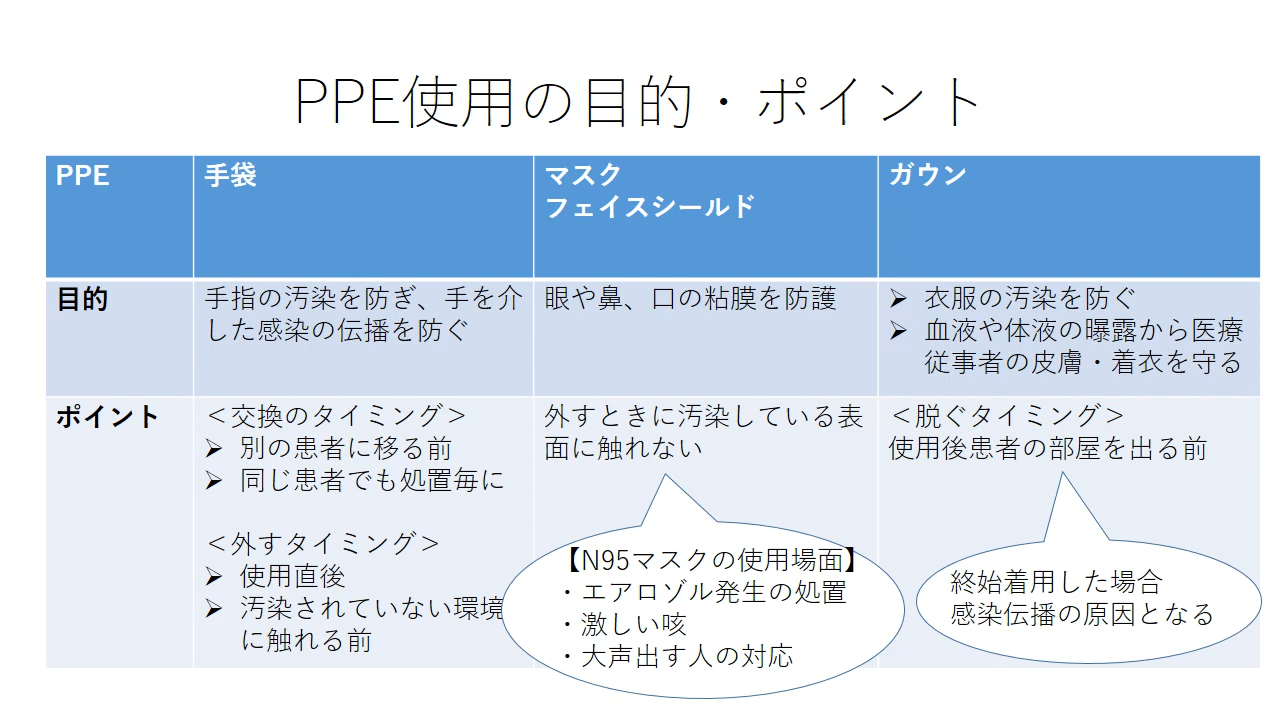 PPE使用の目的・ポイント
PPE
手袋
マスク
フェイスシールド
ガウン
目的
手指の汚染を防ぎ、手を介
した感染の伝播を防ぐ
眼や鼻、口の粘膜を防護
➢ 衣服の汚染を防ぐ
➢ 血液や体液の曝露から医療
従事者の皮膚・着衣を守る
ポイント
＜交換のタイミング＞
➢ 別の患者に移る前
➢ 同じ患者でも処置毎に
＜外すタイミング＞
➢ 使用直後
➢ 汚染されていない環境
に触れる前
外すときに汚染している表
面に触れない
【N95マスクの使用場面】
・エアロゾル発生の処置
・激しい咳
・大声出す人の対応
＜脱ぐタイミング＞
使用後患者の部屋を出る前
終始着用した場合
感染伝播の原因となる